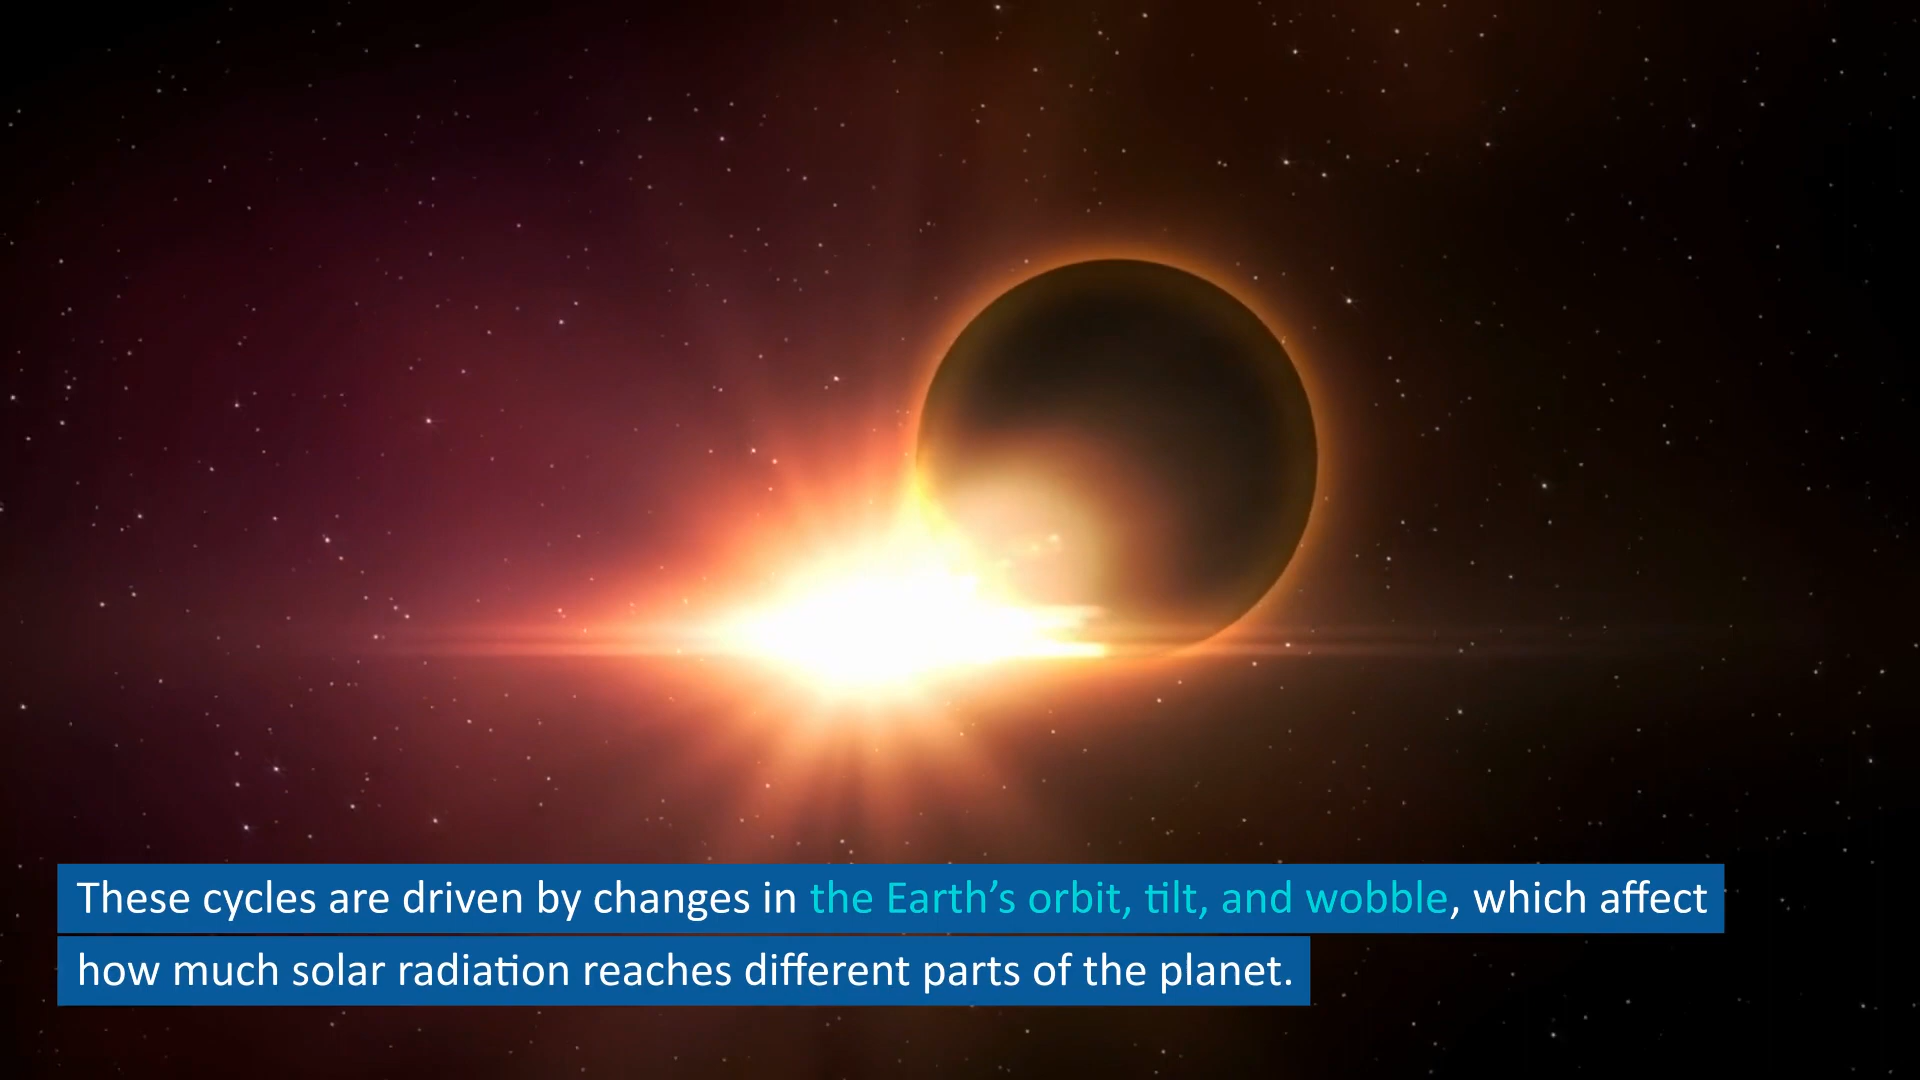 These cycles are driven by changes in the Earth’s orbit, tilt, and wobble, which affect
how much solar radiation reaches different parts of the planet.